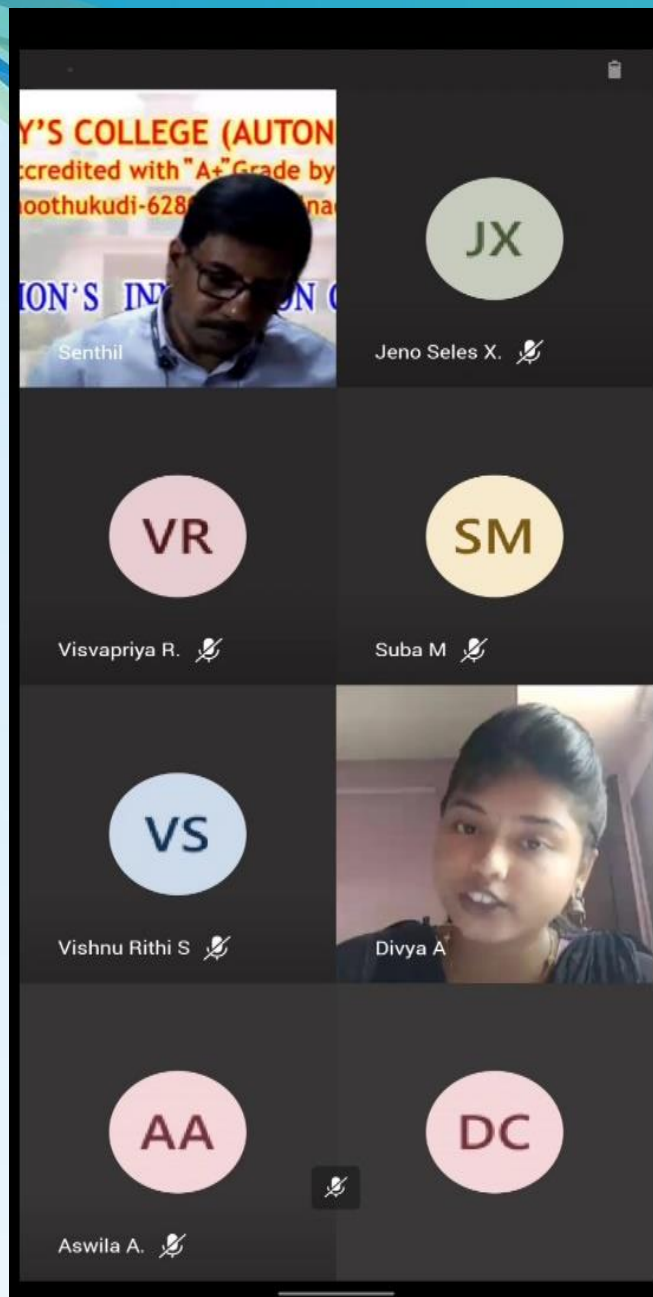 Y'S COLLEGE (AUTON
ccredited with "A+" Grade by
oothukudi-628
ION'S IN
N
Senthil
JX
Jeno Seles X.
VR
Visvapriya R.
SM
Suba M
VS
Vishnu Rithi S
Divya A
AA
Aswila A.
DC